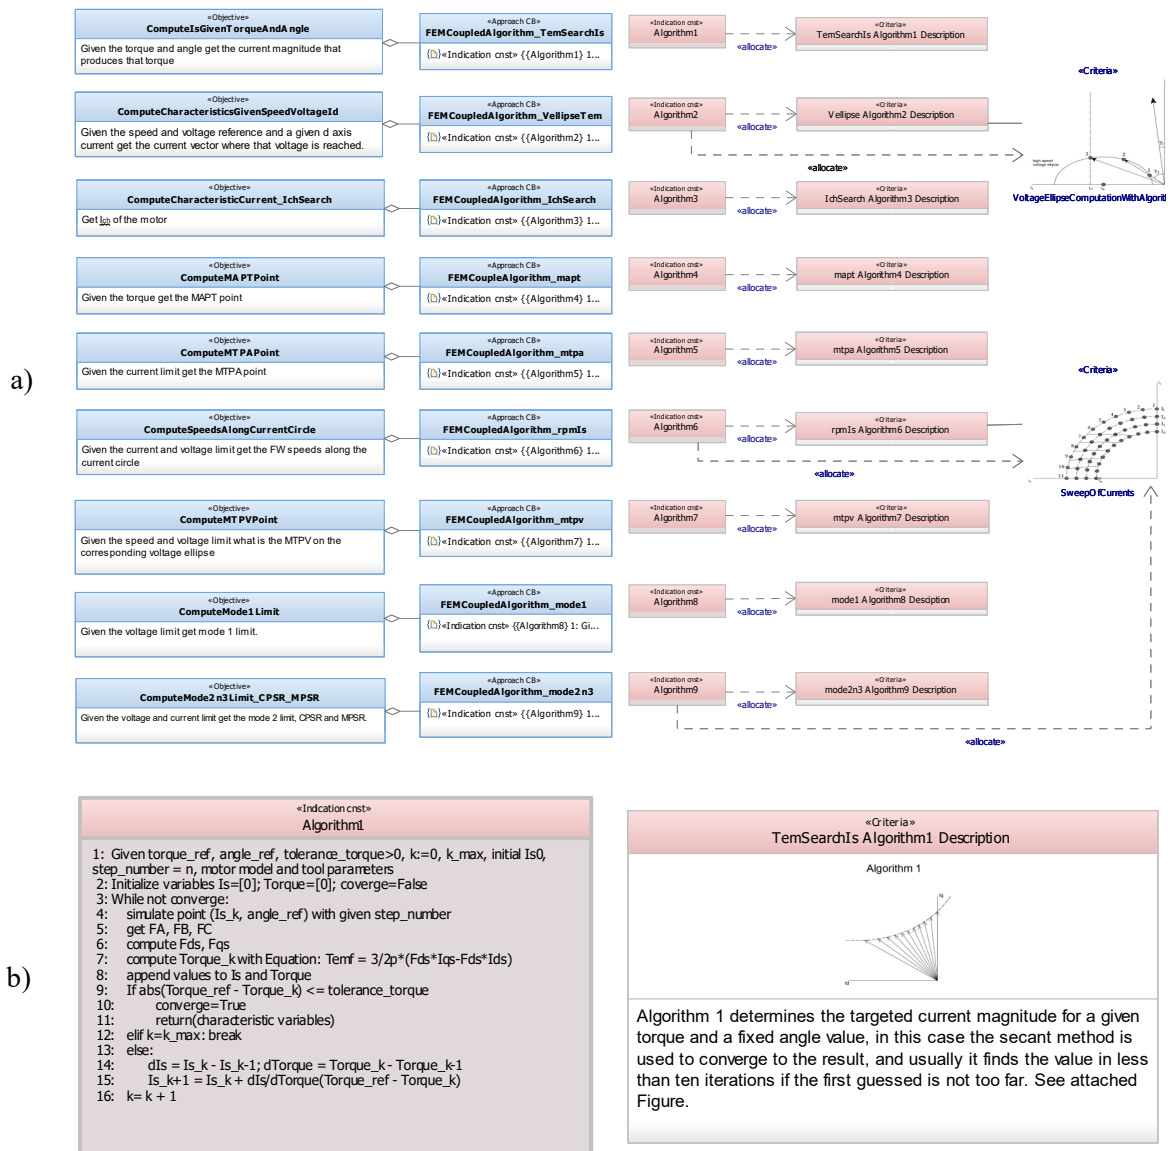 a)
«Objective»
ComputeIsGivenTorqueAndAngle
Given the torque and angle get the current magnitude that
produces that torque
«Approach CB»
FEMCoupledAlgorithm_TemSearchIs
«Indication cnst» {{Algorithm1} 1...
«Indication cnst»
Algorithm1
«allocate»
«Criteria»
TemSearchIs Algorithm1 Description
«Objective»
ComputeCharacteristicsGivenSpeedVoltageId
Given the speed and voltage reference and a given d axis
current get the current vector where that voltage is reached.
«Approach CB»
FEMCoupledAlgorithm_VellipseTem
«Indication cnst» {{Algorithm2} 1...
«Indication cnst»
Algorithm2
«allocate»
«Criteria»
Vellipse Algorithm2 Description
«allocate»
«Criteria»
high speed
voltage ellipse
3
2
1
VoltageEllipseComputationWithAlgorit
«Objective»
ComputeCharacteristicCurrent_IchSearch
Get Ich of the motor
«Approach CB»
FEMCoupledAlgorithm_IchSearch
«Indication cnst» {{Algorithm3} 1...
«Indication cnst»
Algorithm3
«allocate»
«Criteria»
IchSearch Algorithm3 Description
«Objective»
ComputeMAPTPoint
Given the torque get the MAPT point
«Approach CB»
FEMCoupleAlgorithm_mapt
«Indication cnst» {{Algorithm4} 1...
«Indication cnst»
Algorithm4
«allocate»
«Criteria»
mapt Algorithm4 Description
«Objective»
ComputeMTPAPoint
Given the current limit get the MTPA point
«Approach CB»
FEMCoupledAlgorithm_mtpa
«Indication cnst» {{Algorithm5} 1...
«Indication cnst»
Algorithm5
«allocate»
«Criteria»
mtpa Algorithm5 Description
«Objective»
ComputeSpeedsAlongCurrentCircle
Given the current and voltage limit get the FW speeds along the
current circle
«Approach CB»
FEMCoupledAlgorithm_rpmIs
«Indication cnst» {{Algorithm6} 1...
«Indication cnst»
Algorithm6
«allocate»
«Criteria»
rpmIs Algorithm6 Description
«allocate»
«Criteria»
1
2
3
4
5
6
7
8
9
10
11
SweepOfCurrents
«Objective»
ComputeMTPVPoint
Given the speed and voltage limit what is the MTPV on the
corresponding voltage ellipse
«Approach CB»
FEMCoupledAlgorithm_mtpv
«Indication cnst» {{Algorithm7} 1...
«Indication cnst»
Algorithm7
«allocate»
«Criteria»
mtpv Algorithm7 Description
«Objective»
ComputeMode1Limit
Given the voltage limit get mode 1 limit.
«Approach CB»
FEMCoupledAlgorithm_mode1
«Indication cnst» {{Algorithm8} 1: Gi...
«Indication cnst»
Algorithm8
«allocate»
«Criteria»
mode1 Algorithm8 Desciption
«Objective»
ComputeMode2n3Limit_CPSR_MPSR
Given the voltage and current limit get the mode 2 limit, CPSR and MPSR.
«Approach CB»
FEMCoupledAlgorithm_mode2n3
«Indication cnst» {{Algorithm9} 1...
«Indication cnst»
Algorithm9
«allocate»
«Criteria»
mode2n3 Algorithm9 Description
«allocate»
b)
«Indication cnst»
Algorithm1
1: Given torque_ref, angle_ref, tolerance_torque>0, k:=0, k_max, initial Is0,
step_number = n, motor model and tool parameters
2: Initialize variables Is=[0]; Torque=[0]; coverge=False
3: While not converge:
4: simulate point (Is_k, angle_ref) with given step_number
5: get FA, FB, FC
6: compute Fds, Fqs
7: compute Torque_k with Equation: Temf = 3/2p*(Fds*Iqs-Fds*Ids)
8: append values to Is and Torque
9: If abs(Torque_ref - Torque_k) <= tolerance_torque
10: converge=True
11: return(characteristic variables)
12: elif k=k_max: break
13: else:
14: dIs = Is_k - Is_k-1; dTorque = Torque_k - Torque_k-1
15: Is_k+1 = Is_k + dIs/dTorque(Torque_ref - Torque_k)
16: k= k + 1
«Criteria»
TemSearchIs Algorithm1 Description
Algorithm 1
Algorithm 1 determines the targeted current magnitude for a given
torque and a fixed angle value, in this case the secant method is
used to converge to the result, and usually it finds the value in less
than ten iterations if the first guessed is not too far. See attached
Figure.